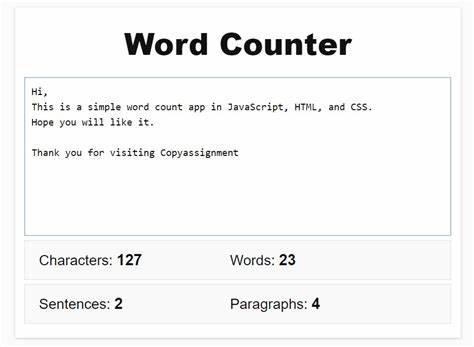 Word Counter
Hi,
This is a simple word count app in JavaScript, HTML, and CSS.
Hope you will like it.
Thank you for visiting Copyassignment
Characters: 127 Words: 23
Sentences: 2 Paragraphs: 4